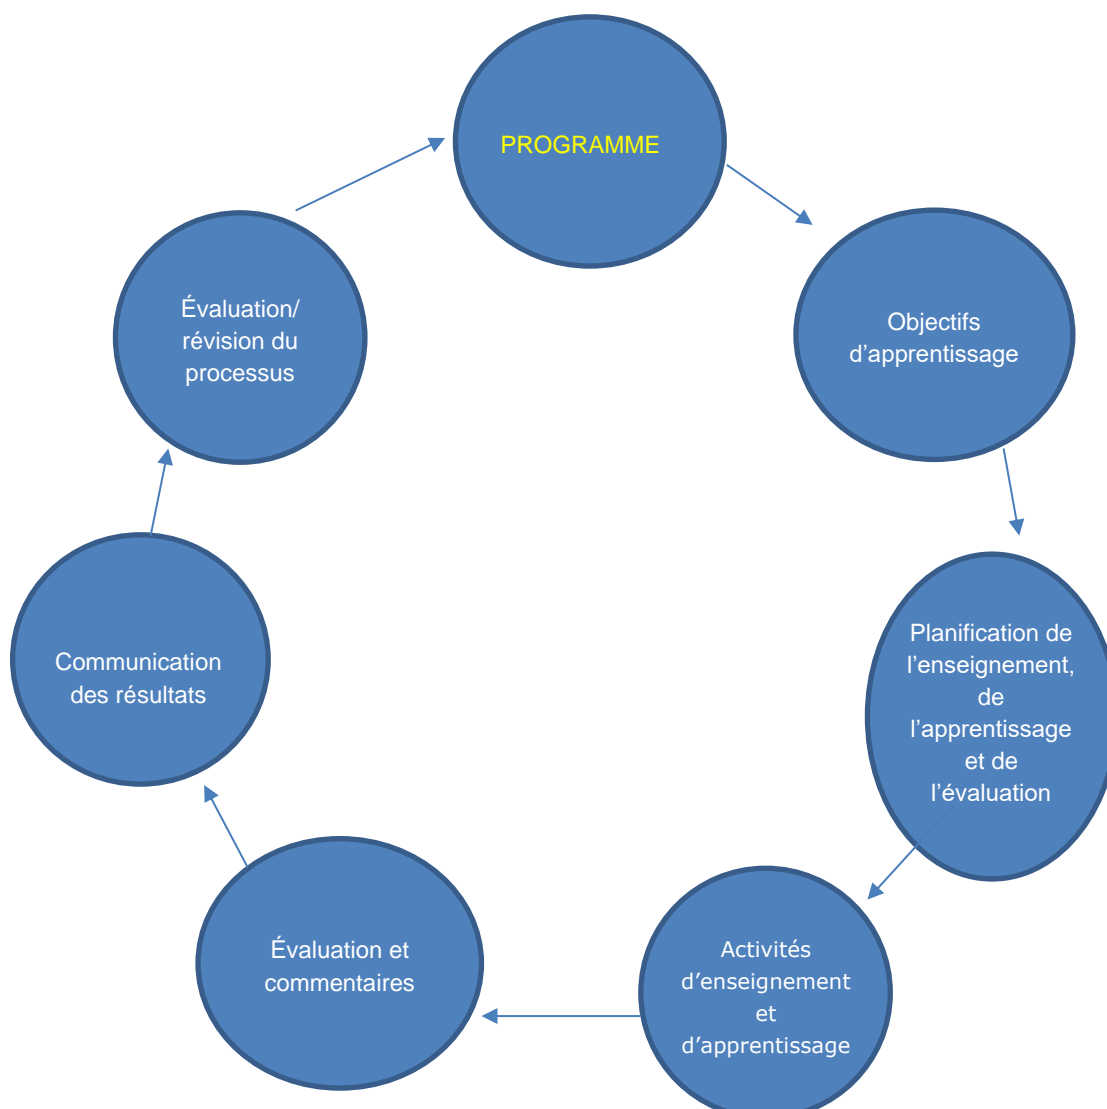 PROGRAMME
Objectifs
d’apprentissage
Planification de
l’enseignement,
de
l’apprentissage
et de
l’évaluation
Activités
d’enseignement
et
d’apprentissage
Évaluation et
commentaires
Communication
des résultats
Évaluation/
révision du
processus